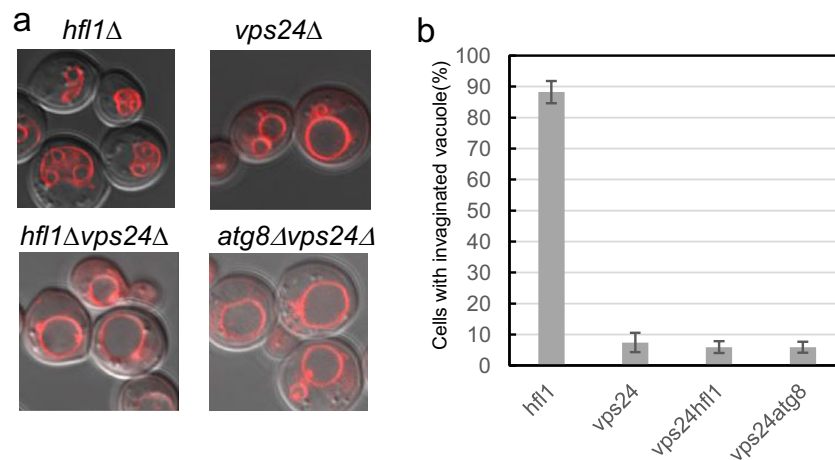 a
hfl1Δ
vps24Δ
hfl1Δvps24Δ
atg8Δvps24Δ
b
Cells with invaginated vacuole(%)
100
90
80
70
60
50
40
30
20
10
0
hfl1
vps24
vps24hfl1
vps24atg8